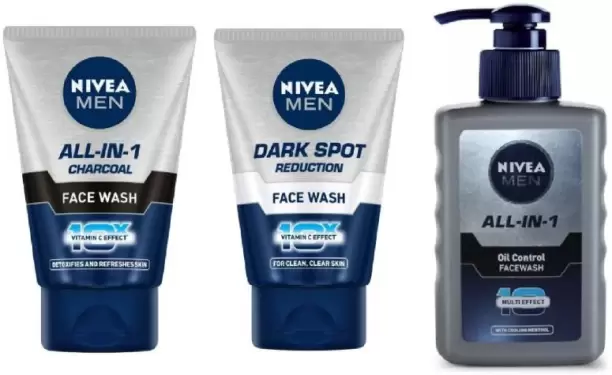 NIVEA
MEN
ALL-IN-1
CHARCOAL
FACE WASH
10X
VITAMIN C EFFECT
DETOXIFIES AND REFRESHES SKIN
NIVEA
MEN
DARK SPOT
REDUCTION
FACE WASH
10X
VITAMIN C EFFECT
FOR CLEAN, CLEAR SKIN
NIVEA
MEN
ALL-IN-1
Oil Control
FACEWASH
10
MULTI EFFECT
WITH COOLING MENTHOL